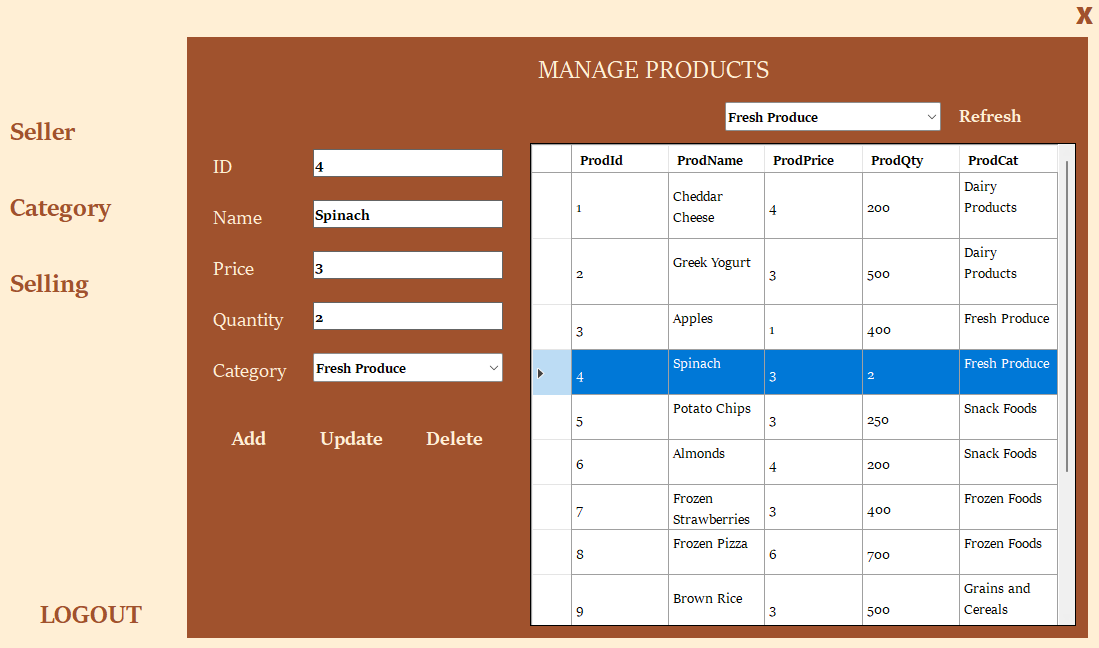 X
MANAGE PRODUCTS
Fresh Produce Refresh
Seller
Category
Selling
LOGOUT
ID 4
Name Spinach
Price 3
Quantity 2
Category Fresh Produce
Add Update Delete
ProdId ProdName ProdPrice ProdQty ProdCat
1 Cheddar Cheese 4 200 Dairy Products
2 Greek Yogurt 3 500 Dairy Products
3 Apples 1 400 Fresh Produce
4 Spinach 3 2 Fresh Produce
5 Potato Chips 3 250 Snack Foods
6 Almonds 4 200 Snack Foods
7 Frozen Strawberries 3 400 Frozen Foods
8 Frozen Pizza 6 700 Frozen Foods
9 Brown Rice 3 500 Grains and Cereals